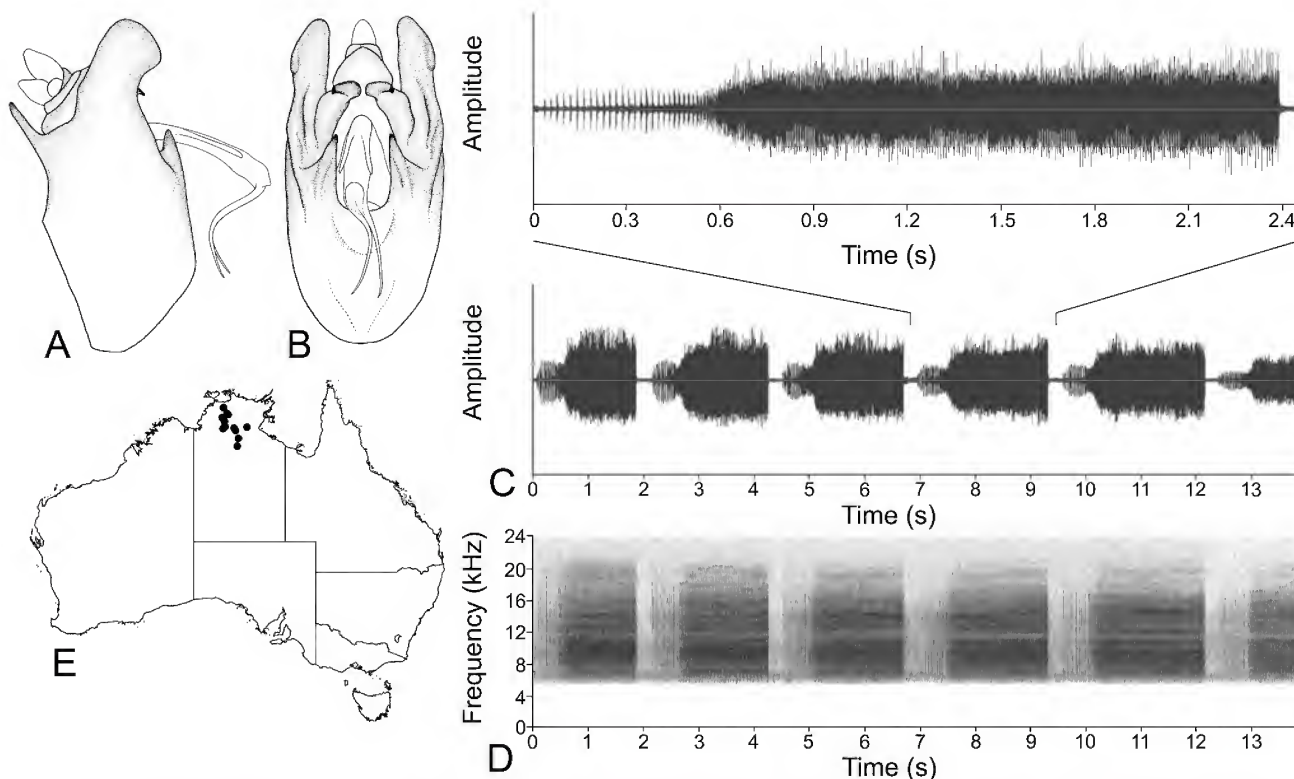 A
B
Amplitude
0 0.3 0.6 0.9 1.2 1.5 1.8 2.1 2.4
Time (s)
Amplitude
C
0 1 2 3 4 5 6 7 8 9 10 11 12 13
Time (s)
E
Frequency (kHz)
24
20
16
12
8
4
0
D
0 1 2 3 4 5 6 7 8 9 10 11 12 13
Time (s)